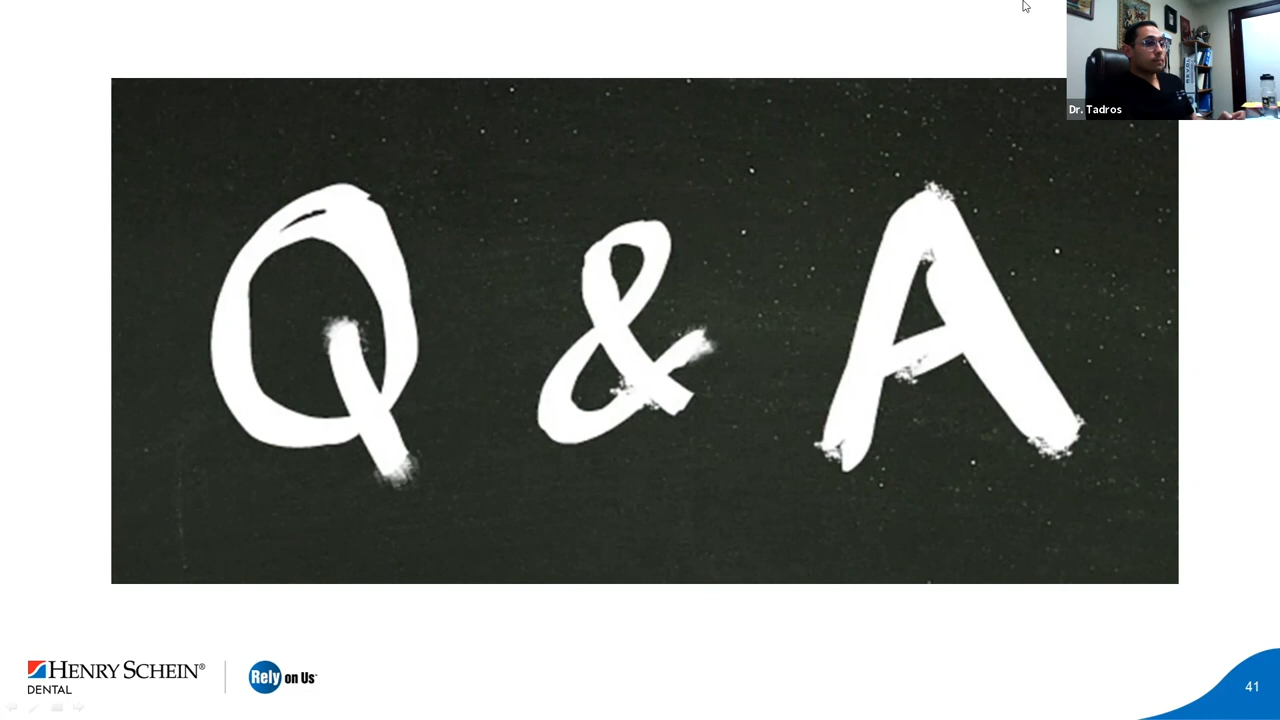 Dr. Tadros
Q & A
HENRY SCHEIN®
DENTAL
Rely on Us
41